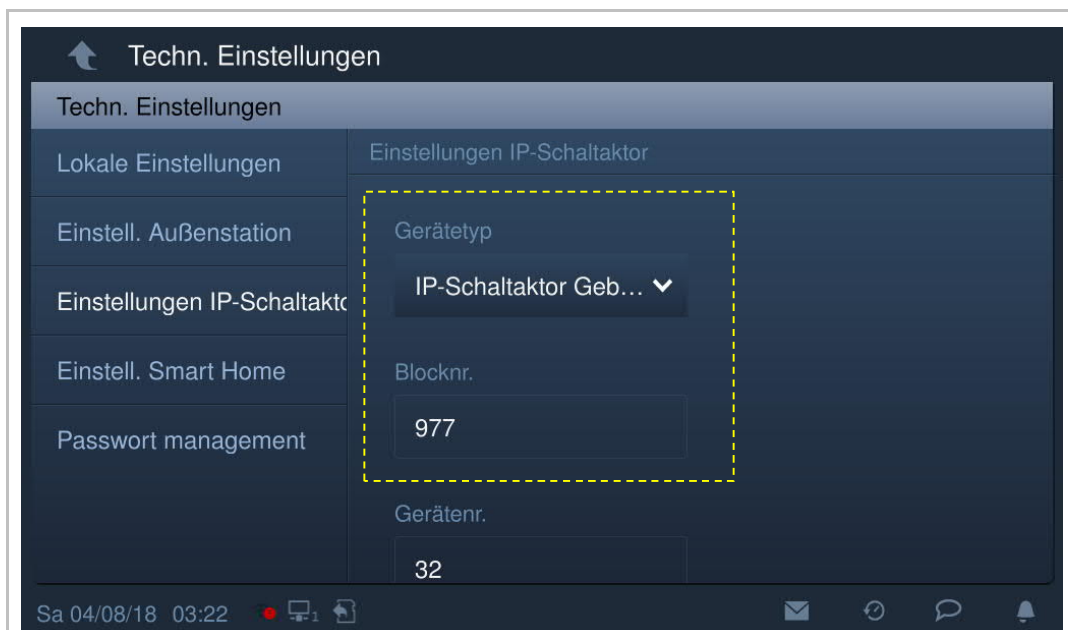 Techn. Einstellungen
Techn. Einstellungen
Lokale Einstellungen
Einstell. Außenstation
Einstellungen IP-Schaltakto
Einstell. Smart Home
Passwort management
Einstellungen IP-Schaltaktor
Gerätetyp
IP-Schaltaktor Geb...
Blocknr.
977
Gerätenr.
32
Sa 04/08/18 03:22 1